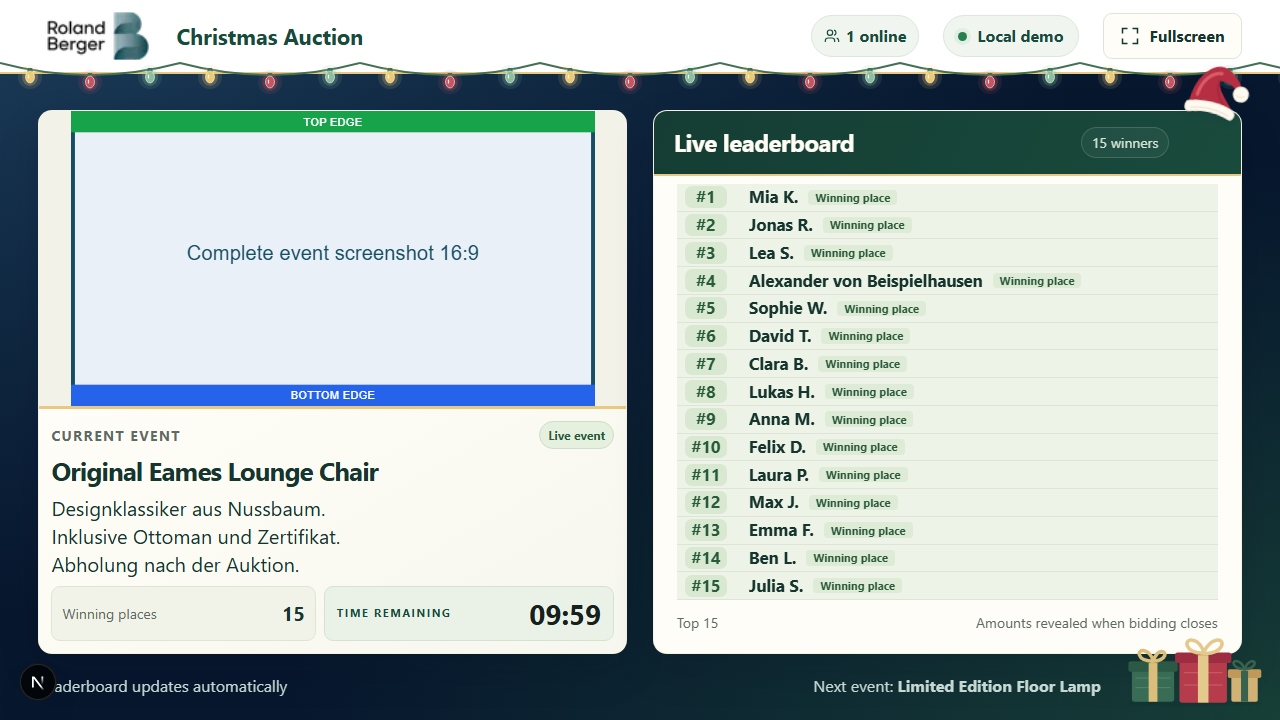 Roland
Berger
Christmas Auction
1 online
Local demo
Fullscreen
TOP EDGE
Complete event screenshot 16:9
BOTTOM EDGE
CURRENT EVENT
Live event
Original Eames Lounge Chair
Designklassiker aus Nussbaum.
Inklusive Ottoman und Zertifikat.
Abholung nach der Auktion.
Winning places 15
TIME REMAINING 09:59
Live leaderboard
15 winners
#1 Mia K. Winning place
#2 Jonas R. Winning place
#3 Lea S. Winning place
#4 Alexander von Beispielhausen Winning place
#5 Sophie W. Winning place
#6 David T. Winning place
#7 Clara B. Winning place
#8 Lukas H. Winning place
#9 Anna M. Winning place
#10 Felix D. Winning place
#11 Laura P. Winning place
#12 Max J. Winning place
#13 Emma F. Winning place
#14 Ben L. Winning place
#15 Julia S. Winning place
Top 15
Amounts revealed when bidding closes
N
aderboard updates automatically
Next event: Limited Edition Floor Lamp